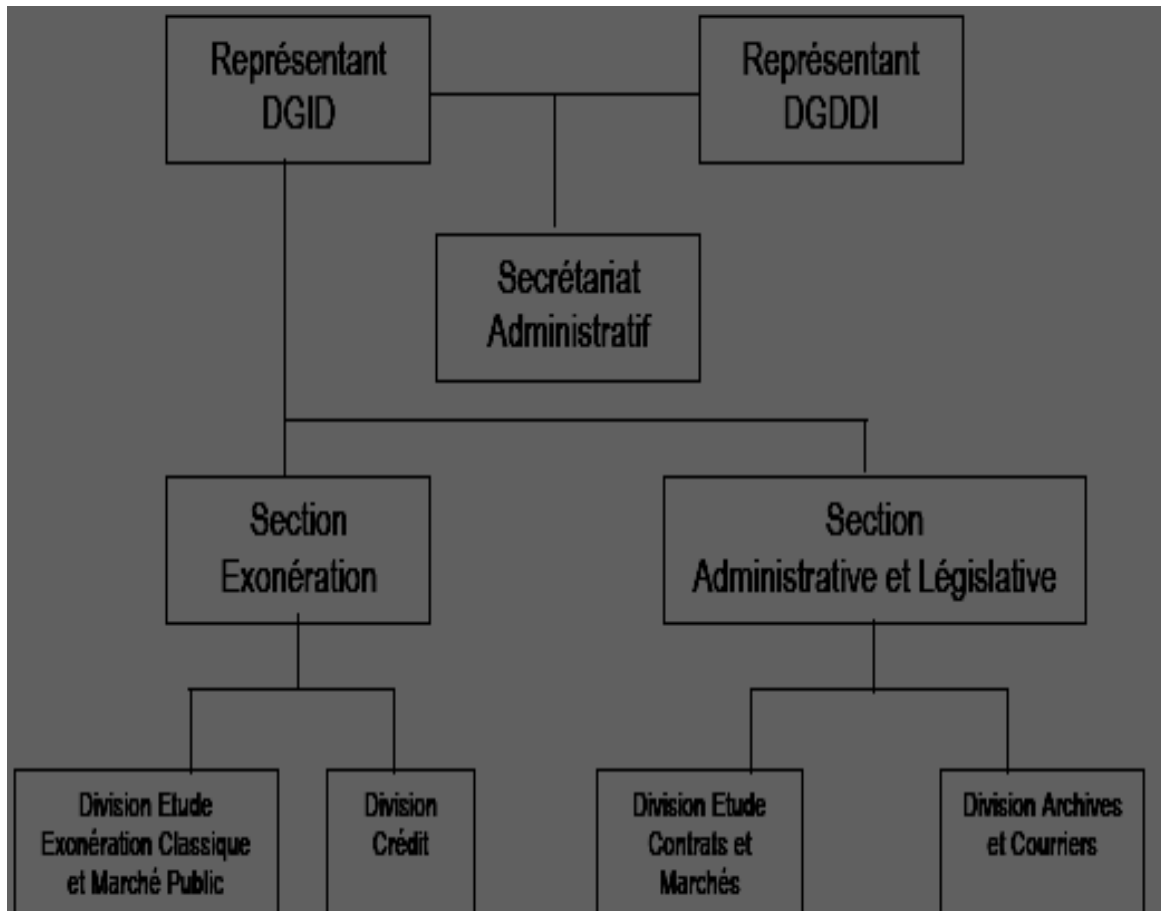 Représentant
DGID
Représentant
DGDDI
Secrétariat
Administratif
Section
Exonération
Section
Administrative et Législative
Division Etude
Exonération Classique
et Marché Public
Division
Crédit
Division Etude
Contrats et
Marchés
Division Archives
et Courriers